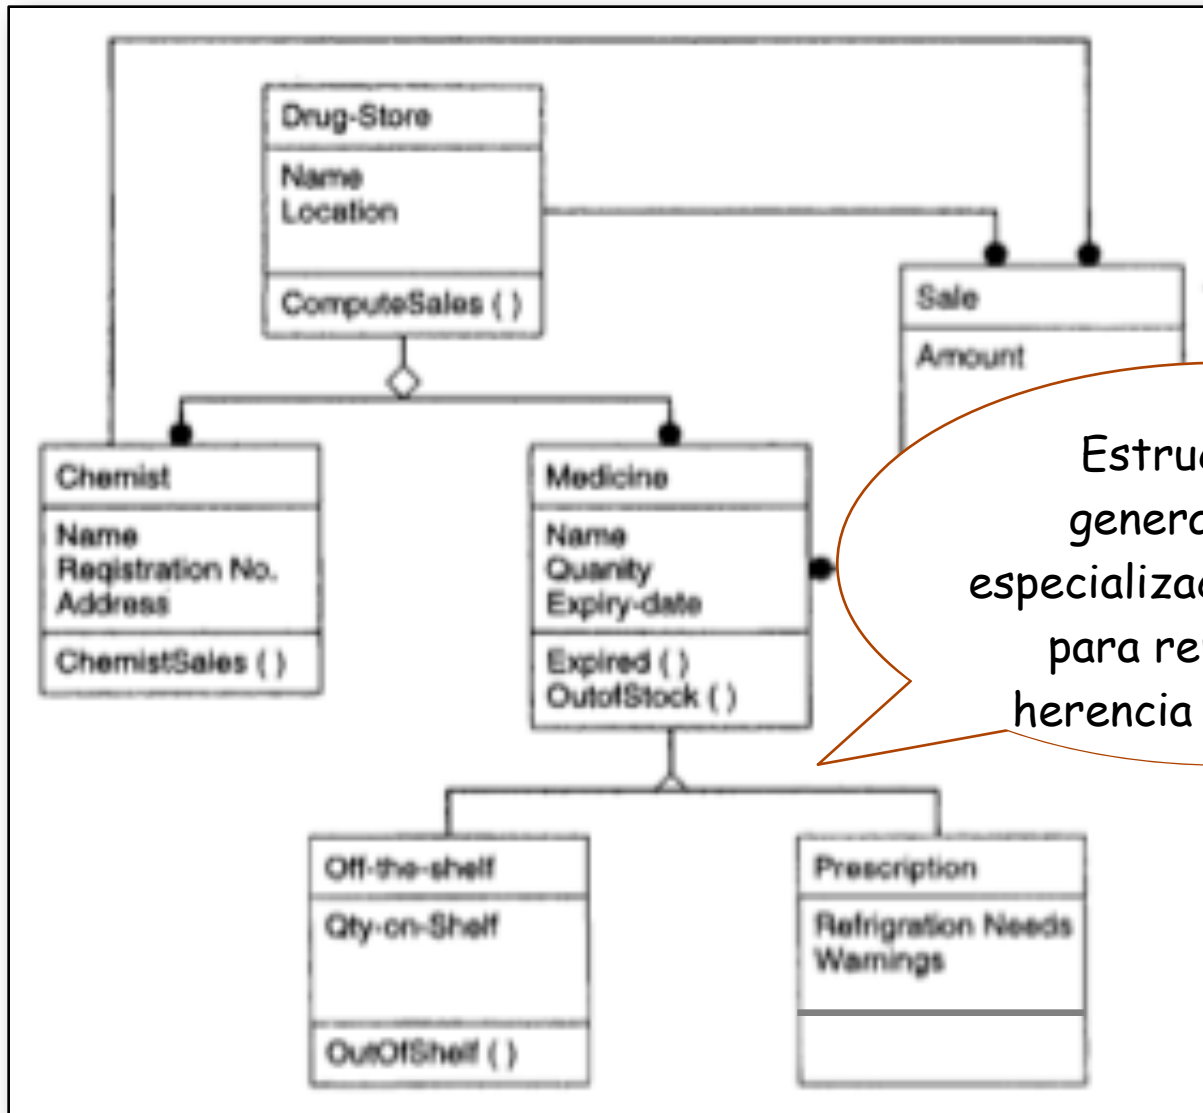 Drug-Store
Name
Location
ComputeSales ( )
Sale
Amount
Chemist
Name
Registration No.
Address
ChemistSales ( )
Medicine
Name
Quanity
Expiry-date
Expired ( )
OutofStock ( )
Estruc
genera
especializac
para re
herencia
Off-the-shelf
Qty-on-Shelf
OutOfShelf ( )
Prescription
Refrigration Needs
Warnings